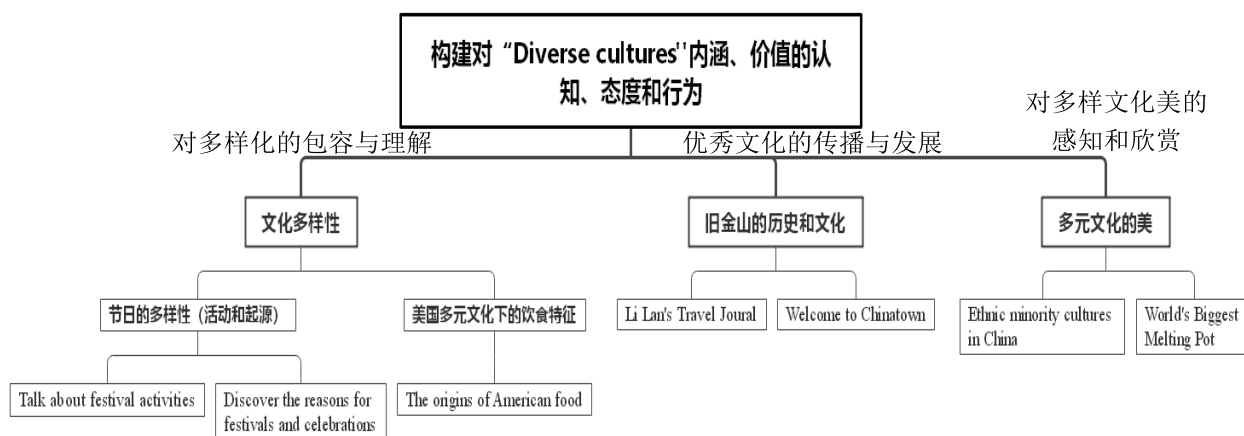 构建对“Diverse cultures''内涵、价值的认
知、态度和行为
对多样化的包容与理解
优秀文化的传播与发展
对多样文化美的
感知和欣赏
文化多样性
旧金山的历史和文化
多元文化的美
节日的多样性（活动和起源）
美国多元文化下的饮食特征
Li Lan's Travel Joural
Welcome to Chinatown
Ethnic minority cultures
in China
World's Biggest
Melting Pot
Talk about festival activities
Discover the reasons for
festivals and celebrations
The origins of American food